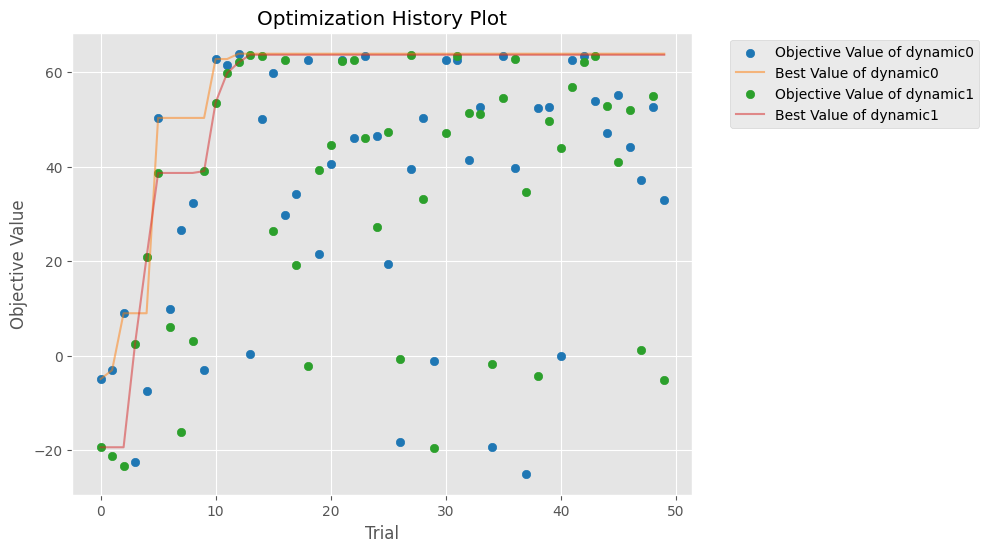 Optimization History Plot
Objective Value
60
40
20
0
−20
0
10
20
30
40
50
Trial
Objective Value of dynamic0
Best Value of dynamic0
Objective Value of dynamic1
Best Value of dynamic1